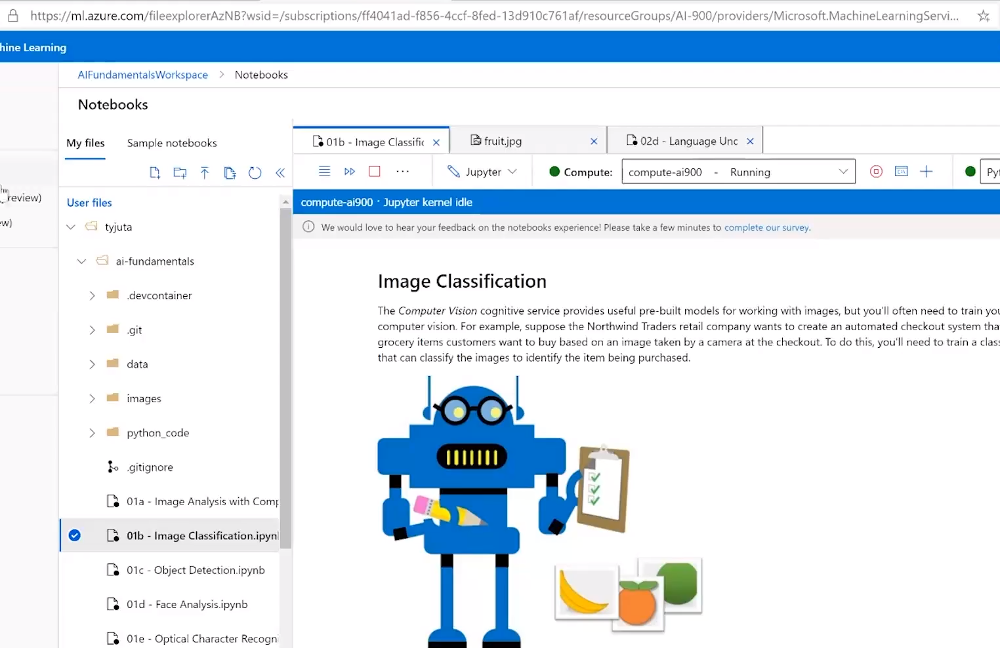 https://ml.azure.com/fileexplorerAzNB?wsid=/subscriptions/ff4041ad-f856-4ccf-8fed-13d910c761af/resourceGroups/AI-900/providers/Microsoft.MachineLearningServi...
hine Learning
AIFundamentalsWorkspace > Notebooks
Notebooks
My files Sample notebooks
01b - Image Classific
fruit.jpg
02d - Language Unc
Jupyter
Compute: compute-ai900 - Running
Pyt
review)
ew)
compute-ai900 · Jupyter kernel idle
We would love to hear your feedback on the notebooks experience! Please take a few minutes to complete our survey.
User files
tyjuta
ai-fundamentals
.devcontainer
.git
data
images
python_code
.gitignore
01a - Image Analysis with Comp
01b - Image Classification.ipynb
01c - Object Detection.ipynb
01d - Face Analysis.ipynb
01e - Optical Character Recogni
Image Classification
The Computer Vision cognitive service provides useful pre-built models for working with images, but you'll often need to train you
computer vision. For example, suppose the Northwind Traders retail company wants to create an automated checkout system tha
grocery items customers want to buy based on an image taken by a camera at the checkout. To do this, you'll need to train a class
that can classify the images to identify the item being purchased.